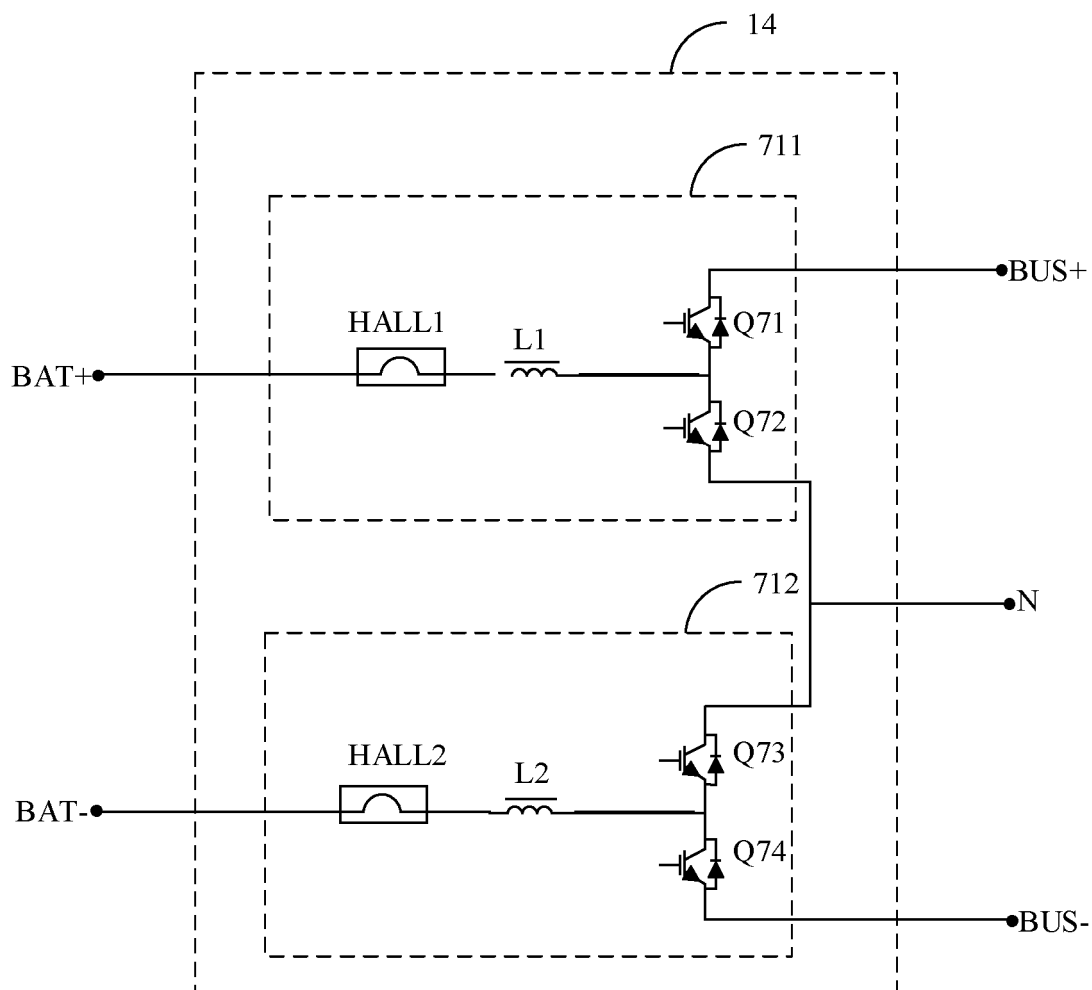 14
711
BUS+
HALL1
L1
Q71
BAT+
Q72
712
N
HALL2
L2
Q73
BAT-
Q74
BUS-